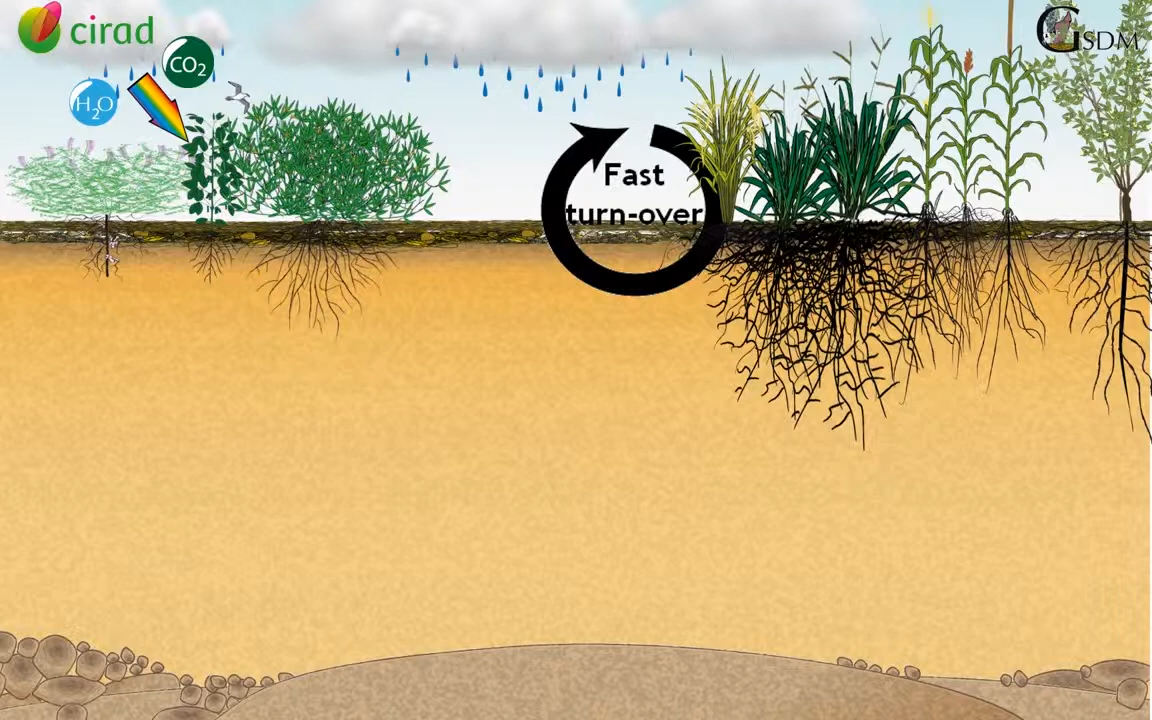 cirad
CO₂
H₂O
GSDM
Fast
turn-over